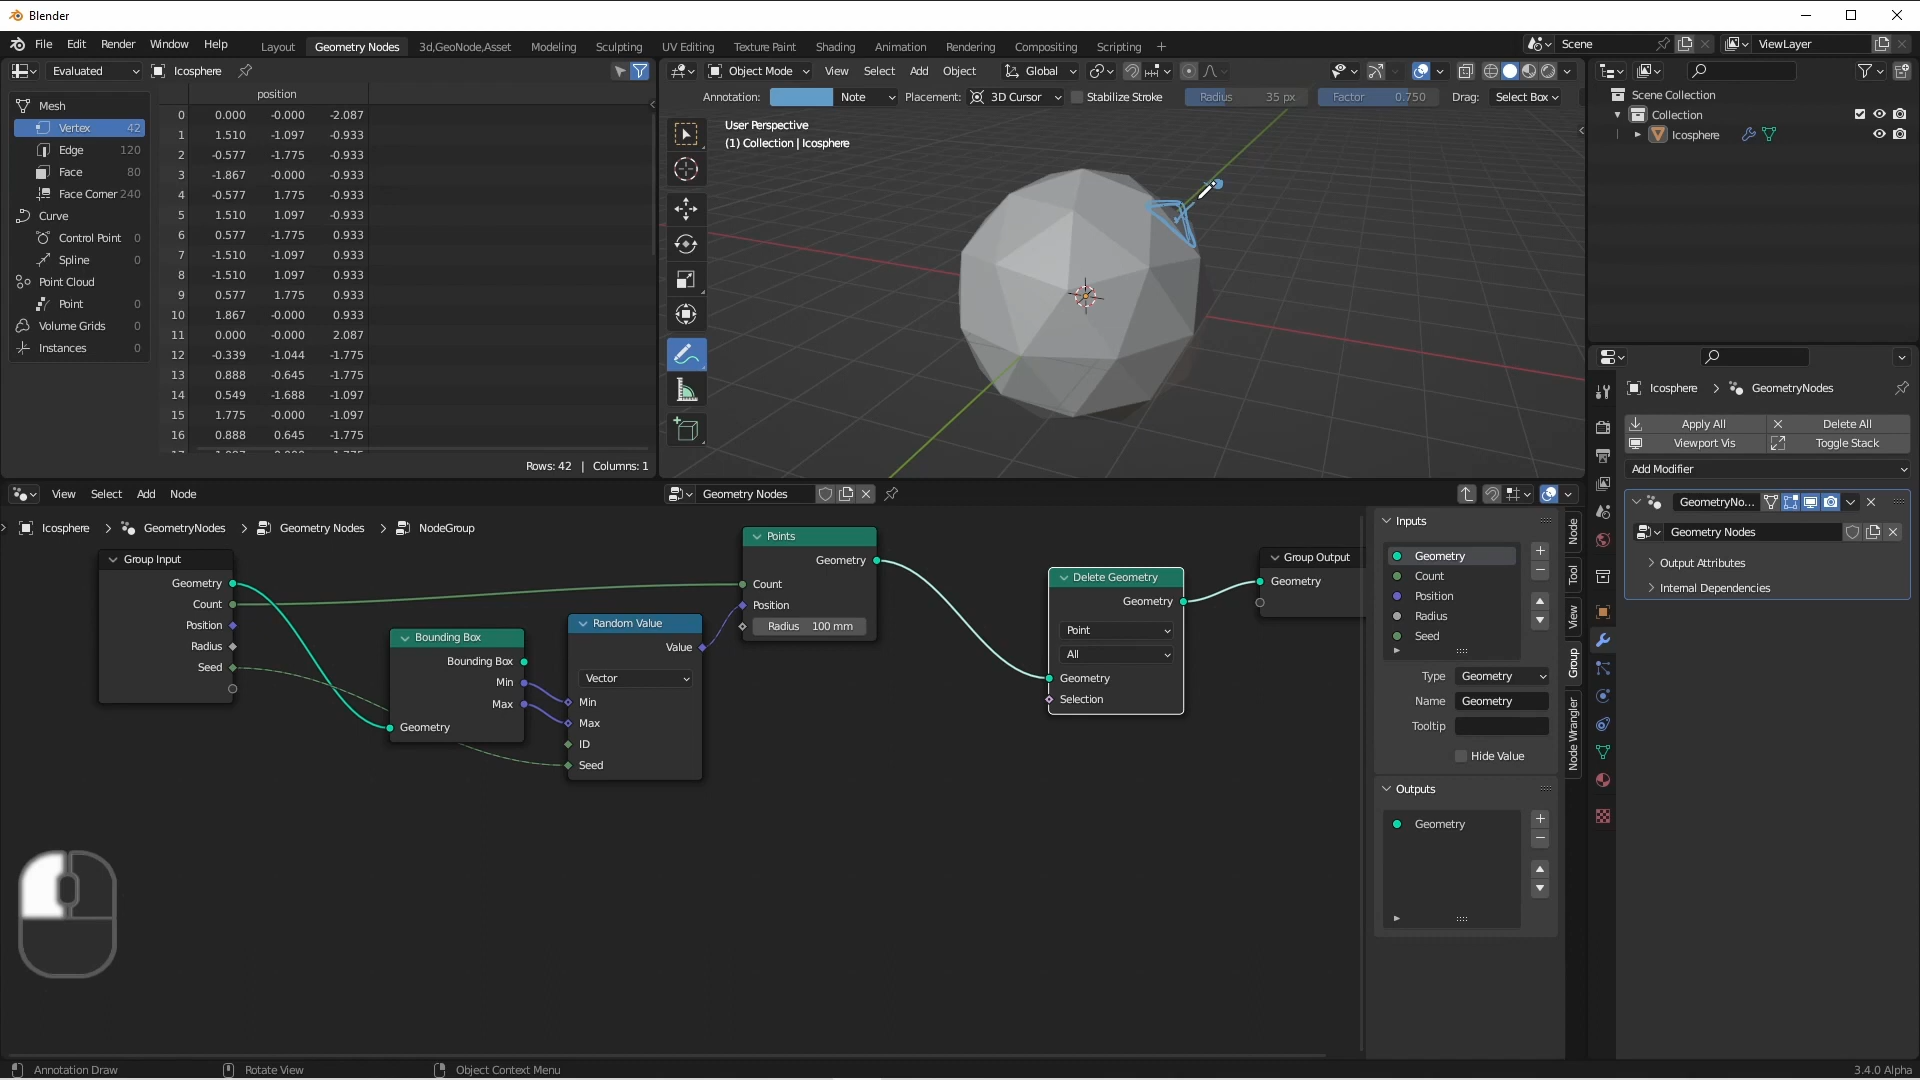 Blender
File Edit Render Window Help
Layout Geometry Nodes 3d,GeoNode,Asset Modeling Sculpting UV Editing Texture Paint Shading Animation Rendering Compositing Scripting
Scene
ViewLayer
Evaluated Icosphere
Object Mode View Select Add Object Global
Annotation: Note Placement: 3D Cursor Stabilize Stroke Radius 35 px Factor 0.750 Drag: Select Box
position
Mesh
Vertex 42
Edge 120
Face 80
Face Corner 240
Curve
Control Point 0
Spline 0
Point Cloud
Point 0
Volume Grids 0
Instances 0
0 0.000 -0.000 -2.087
1 1.510 -1.097 -0.933
2 -0.577 -1.775 -0.933
3 -1.867 -0.000 -0.933
4 -0.577 1.775 -0.933
5 1.510 1.097 -0.933
6 0.577 -1.775 0.933
7 -1.510 -1.097 0.933
8 -1.510 1.097 0.933
9 0.577 1.775 0.933
10 1.867 -0.000 0.933
11 0.000 -0.000 2.087
12 -0.339 -1.044 -1.775
13 0.888 -0.645 -1.775
14 0.549 -1.688 -1.097
15 1.775 -0.000 -1.097
16 0.888 0.645 -1.775
Rows: 42 | Columns: 1
User Perspective
(1) Collection | Icosphere
Scene Collection
Collection
Icosphere
Icosphere > GeometryNodes
Apply All Delete All
Viewport Vis Toggle Stack
Add Modifier
GeometryNo...
Geometry Nodes
Output Attributes
Internal Dependencies
View Select Add Node
Geometry Nodes
Icosphere > GeometryNodes > Geometry Nodes > NodeGroup
Group Input
Geometry
Count
Position
Radius
Seed
Bounding Box
Bounding Box
Min
Max
Geometry
Random Value
Value
Vector
Min
Max
ID
Seed
Points
Geometry
Count
Position
Radius 100 mm
Delete Geometry
Geometry
Point
All
Geometry
Selection
Group Output
Geometry
Inputs
Geometry
Count
Position
Radius
Seed
Type Geometry
Name Geometry
Tooltip
Hide Value
Outputs
Geometry
Node
Tool
View
Group
Node Wrangler
Annotation Draw
Rotate View
Object Context Menu
3.4.0 Alpha